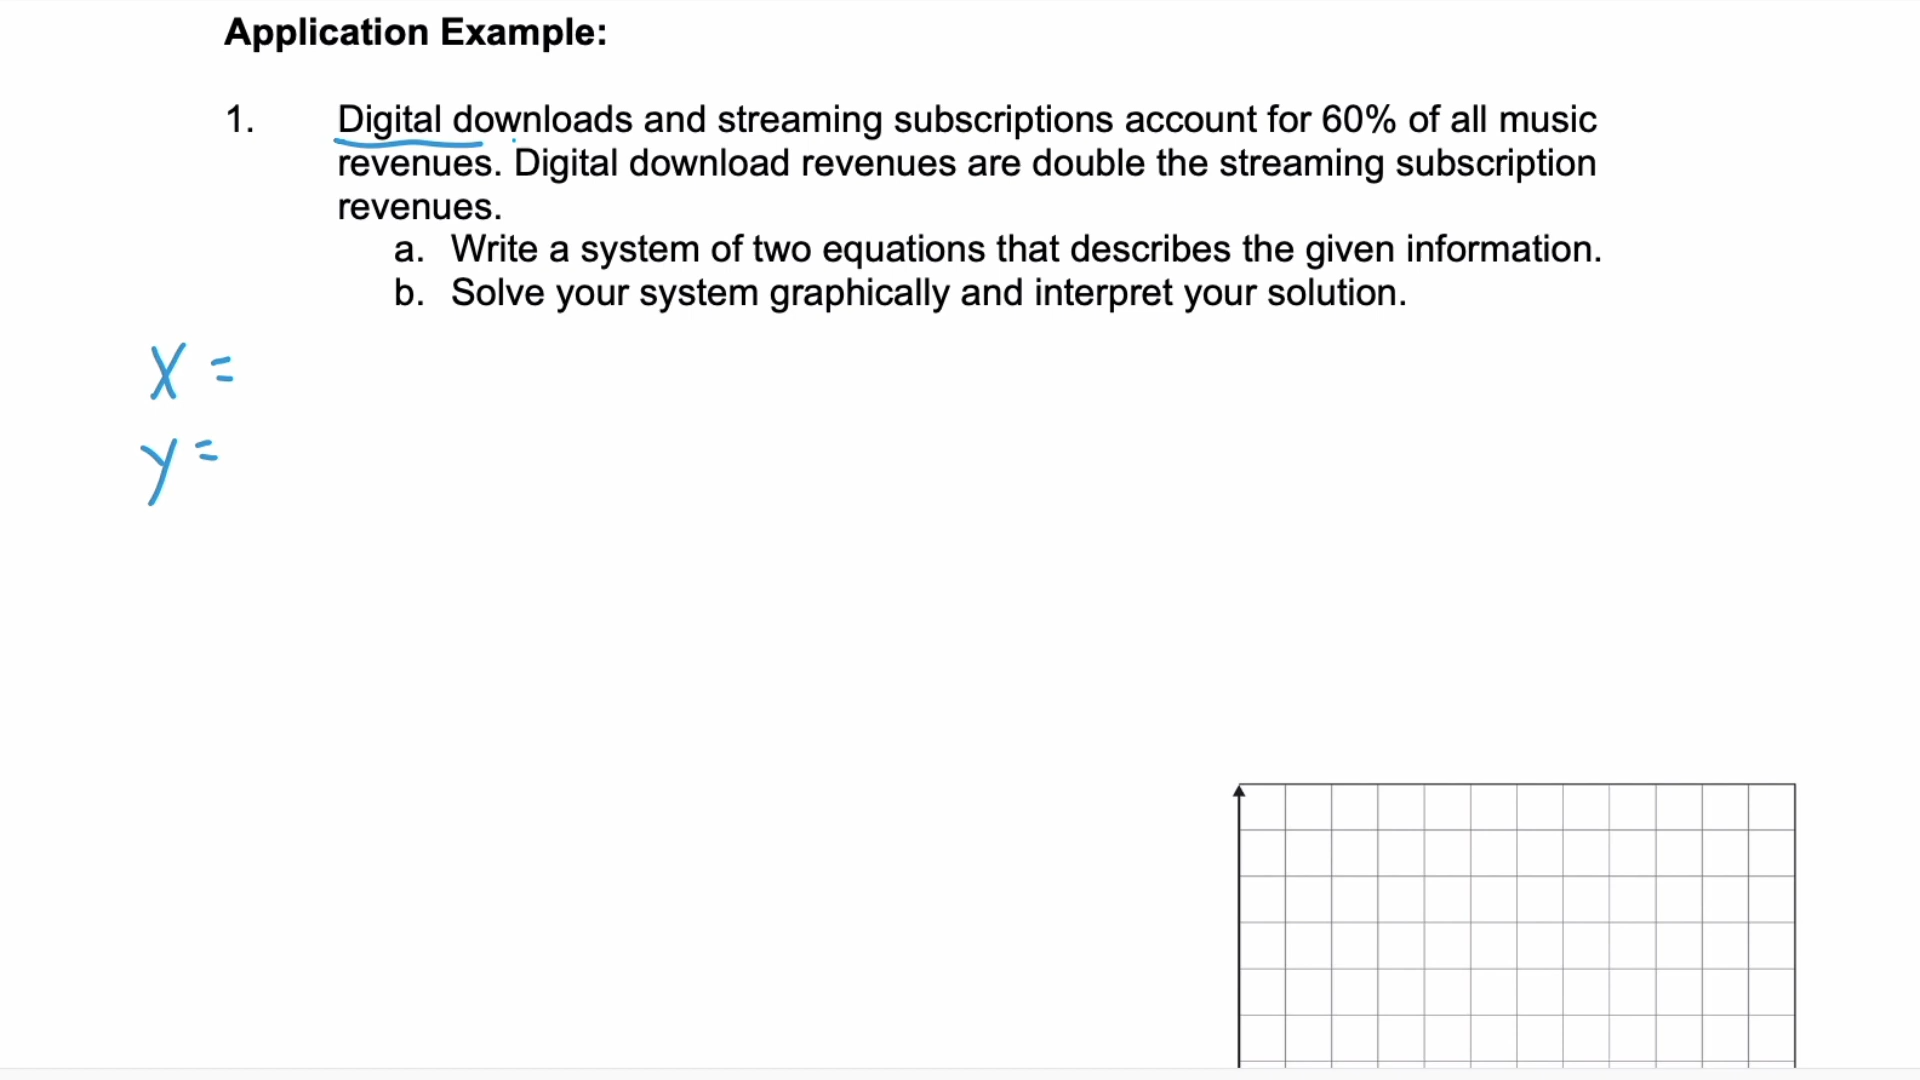 Application Example:
1. Digital downloads and streaming subscriptions account for 60% of all music
revenues. Digital download revenues are double the streaming subscription
revenues.
a. Write a system of two equations that describes the given information.
b. Solve your system graphically and interpret your solution.
x =
y =